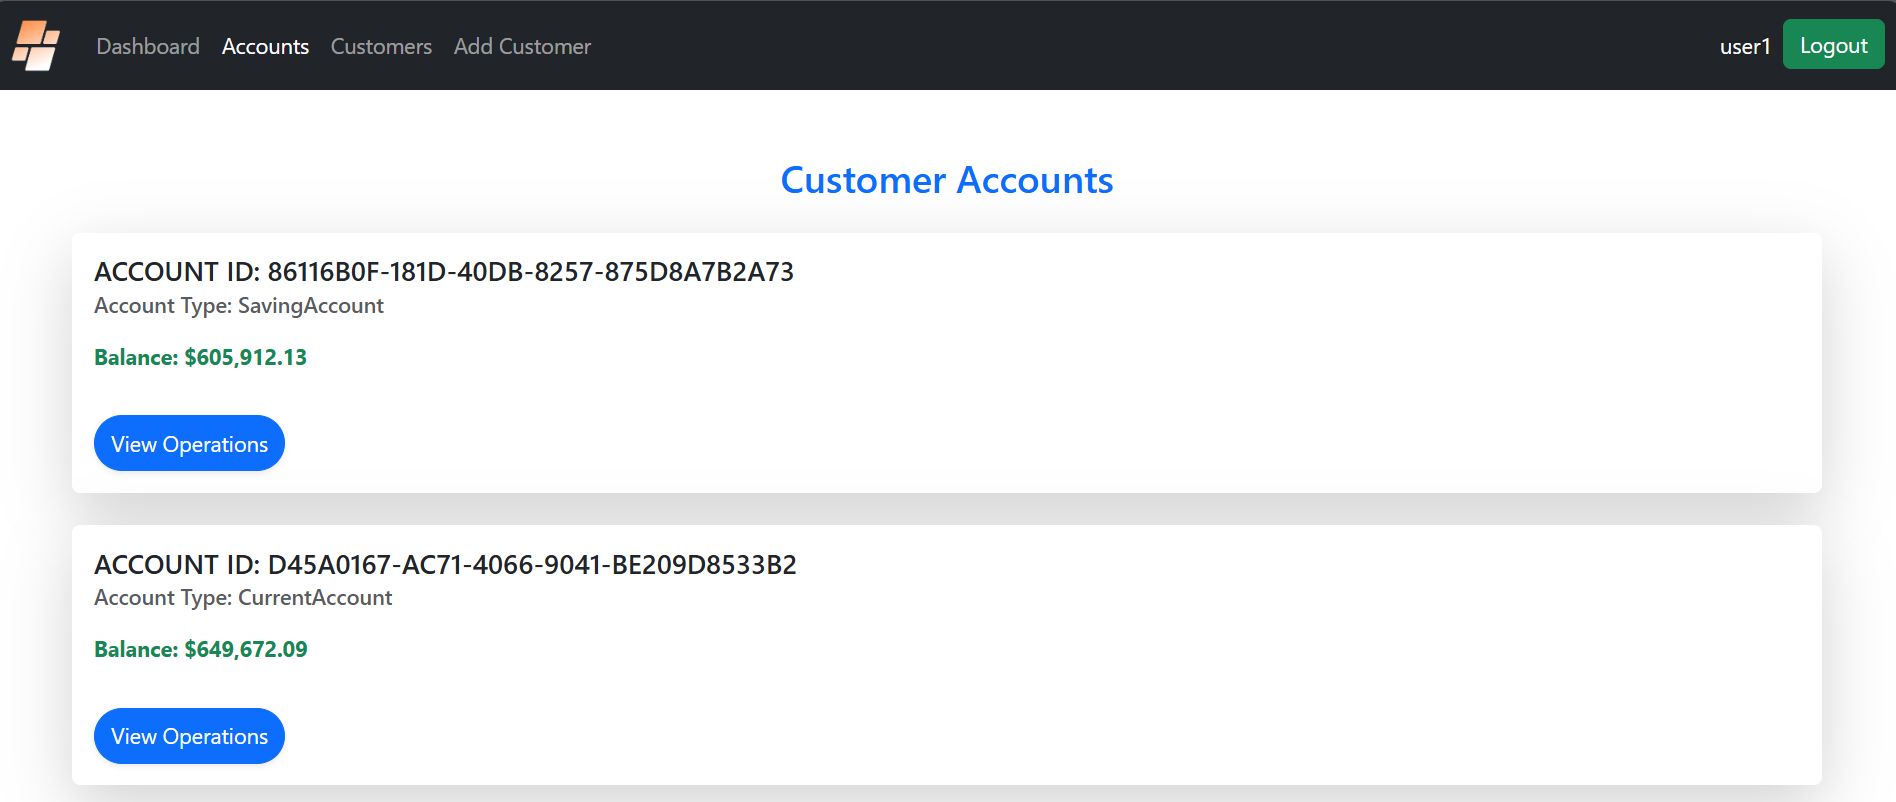 Dashboard Accounts Customers Add Customer user1 Logout
Customer Accounts
ACCOUNT ID: 86116B0F-181D-40DB-8257-875D8A7B2A73
Account Type: SavingAccount
Balance: $605,912.13
View Operations
ACCOUNT ID: D45A0167-AC71-4066-9041-BE209D8533B2
Account Type: CurrentAccount
Balance: $649,672.09
View Operations